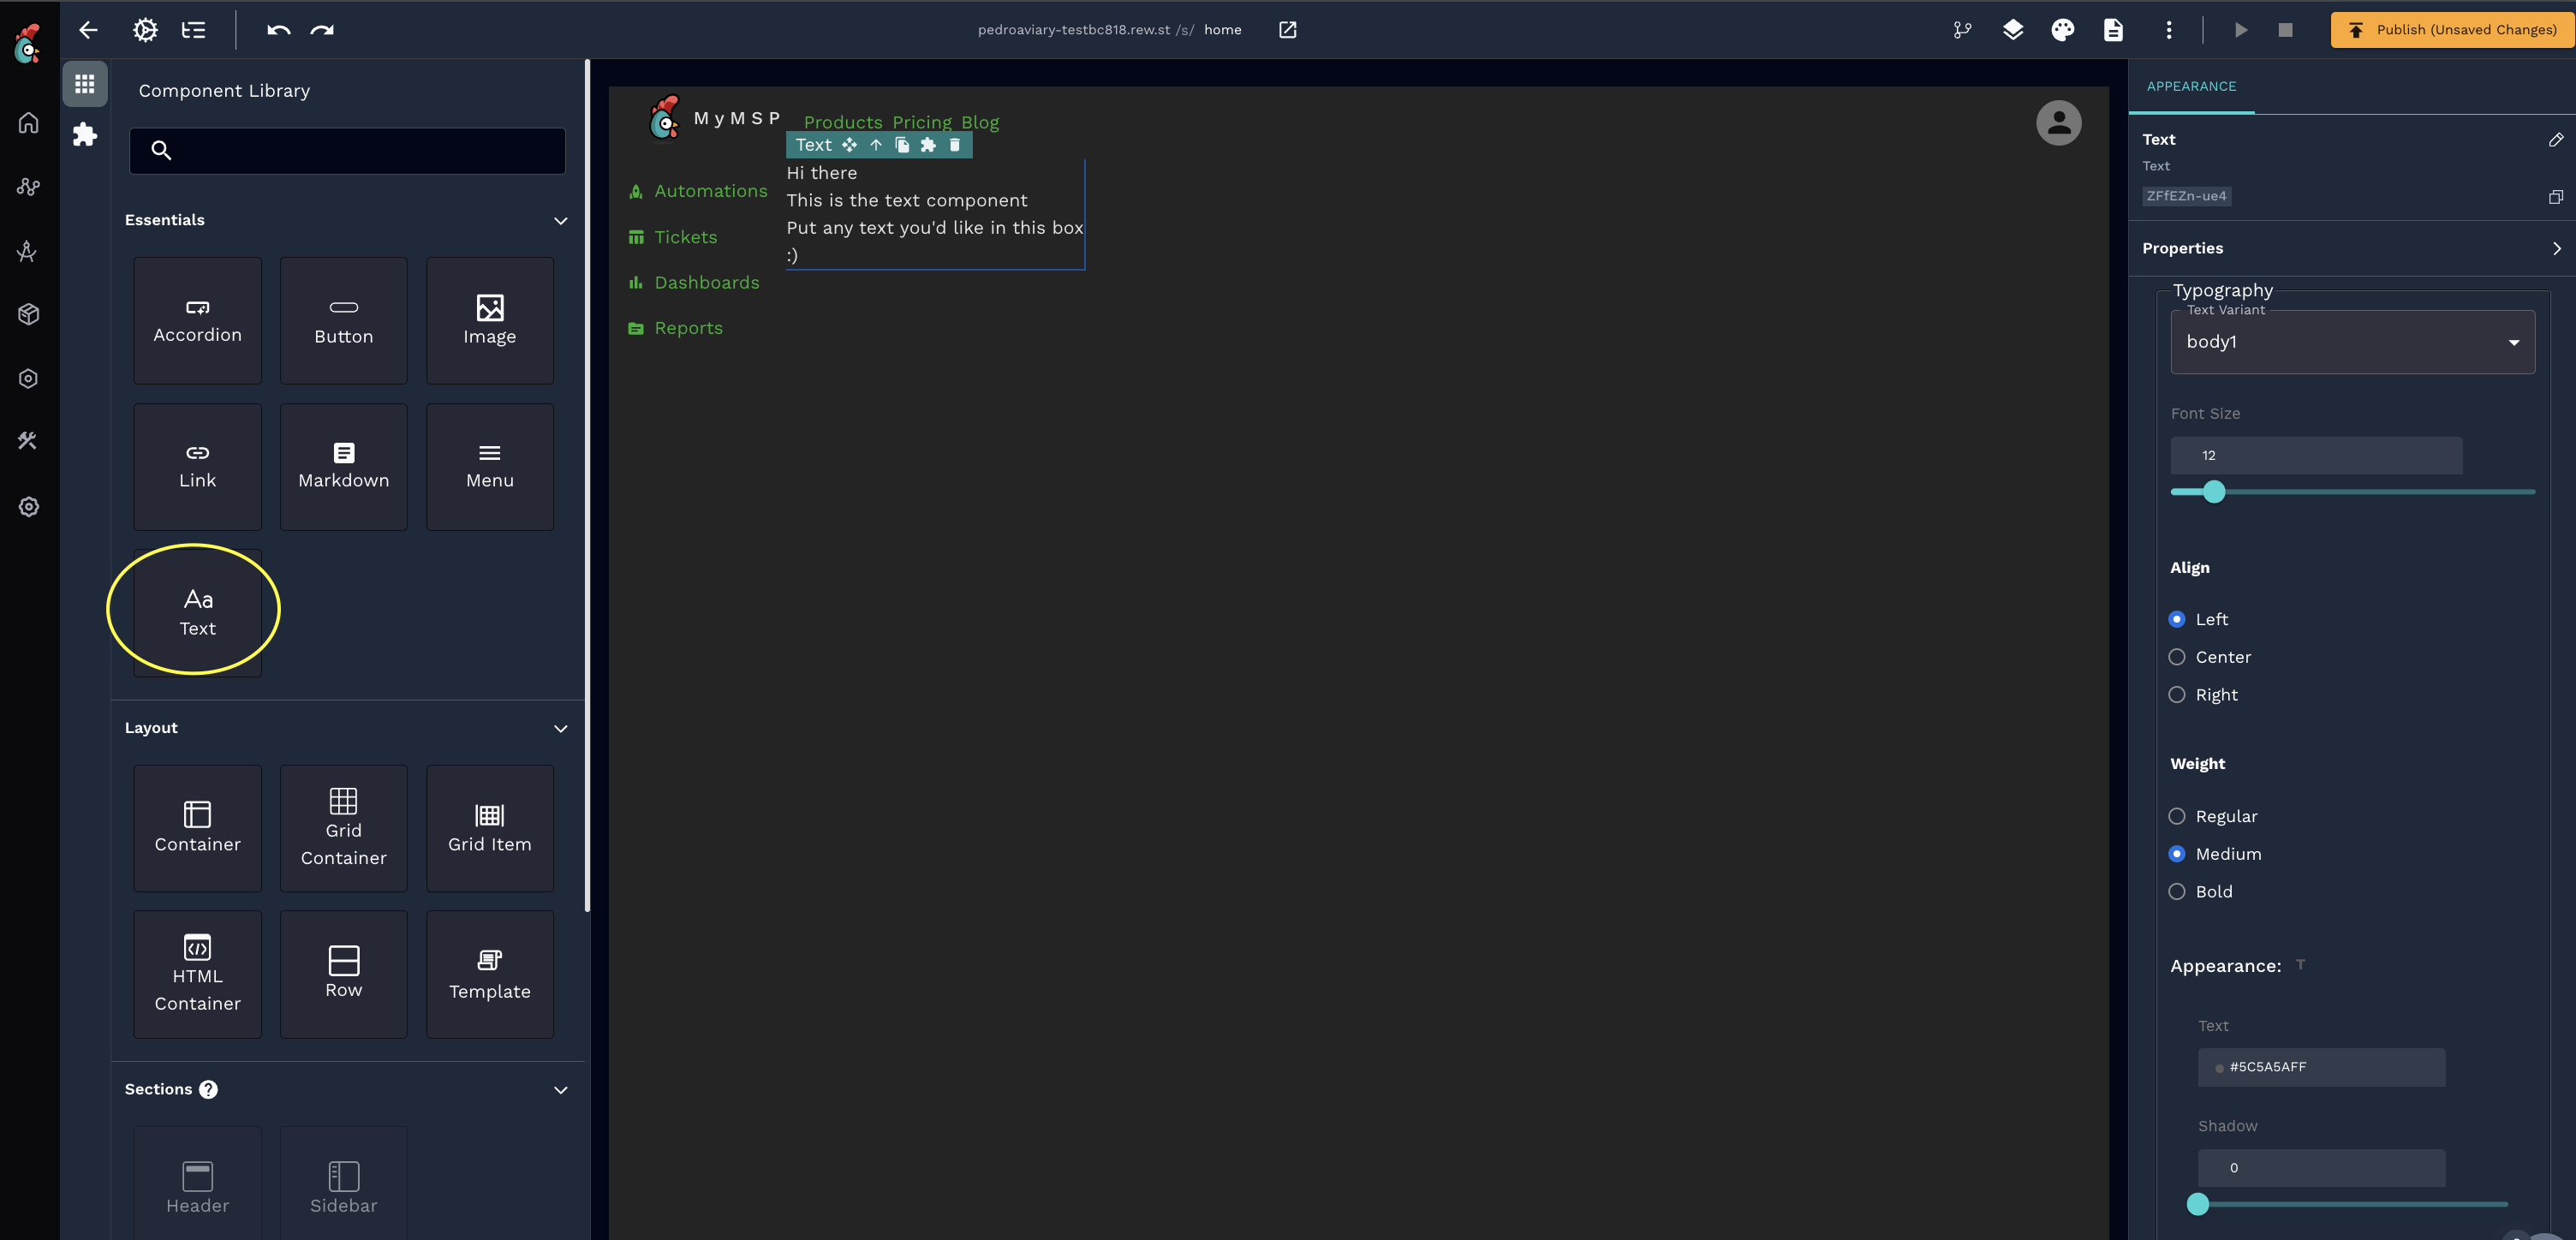 pedroaviary-testbc818.rew.st /s/ home
Publish (Unsaved Changes)
Component Library
Essentials
Accordion
Button
Image
Link
Markdown
Menu
Aa
Text
Layout
Container
Grid
Container
Grid Item
HTML
Container
Row
Template
Sections ?
Header
Sidebar
MyMSP
Products Pricing Blog
Text
Automations
Tickets
Dashboards
Reports
Hi there
This is the text component
Put any text you'd like in this box
:)
APPEARANCE
Text
Text
ZFfEZn-ue4
Properties
Typography
Text Variant
body1
Font Size
12
Align
Left
Center
Right
Weight
Regular
Medium
Bold
Appearance: T
Text
#5C5A5AFF
Shadow
0